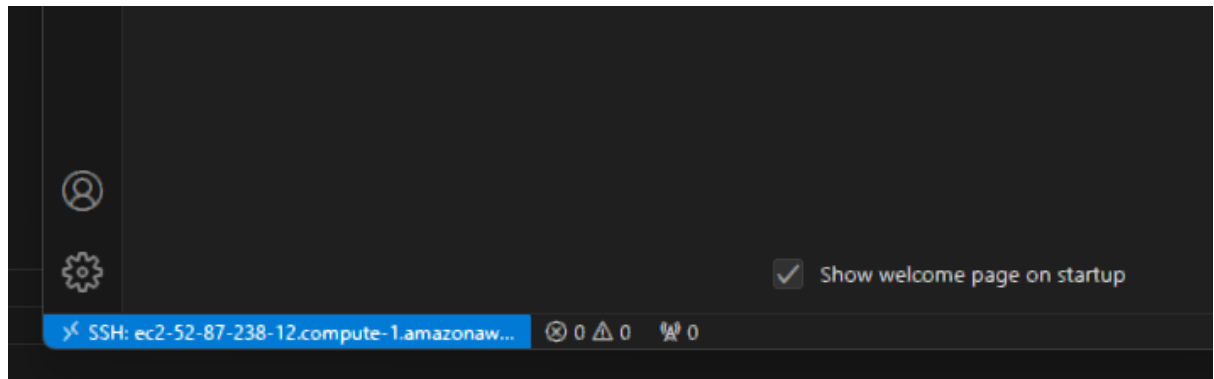 Show welcome page on startup
SSH: ec2-52-87-238-12.compute-1.amazonaw... 0 0 0